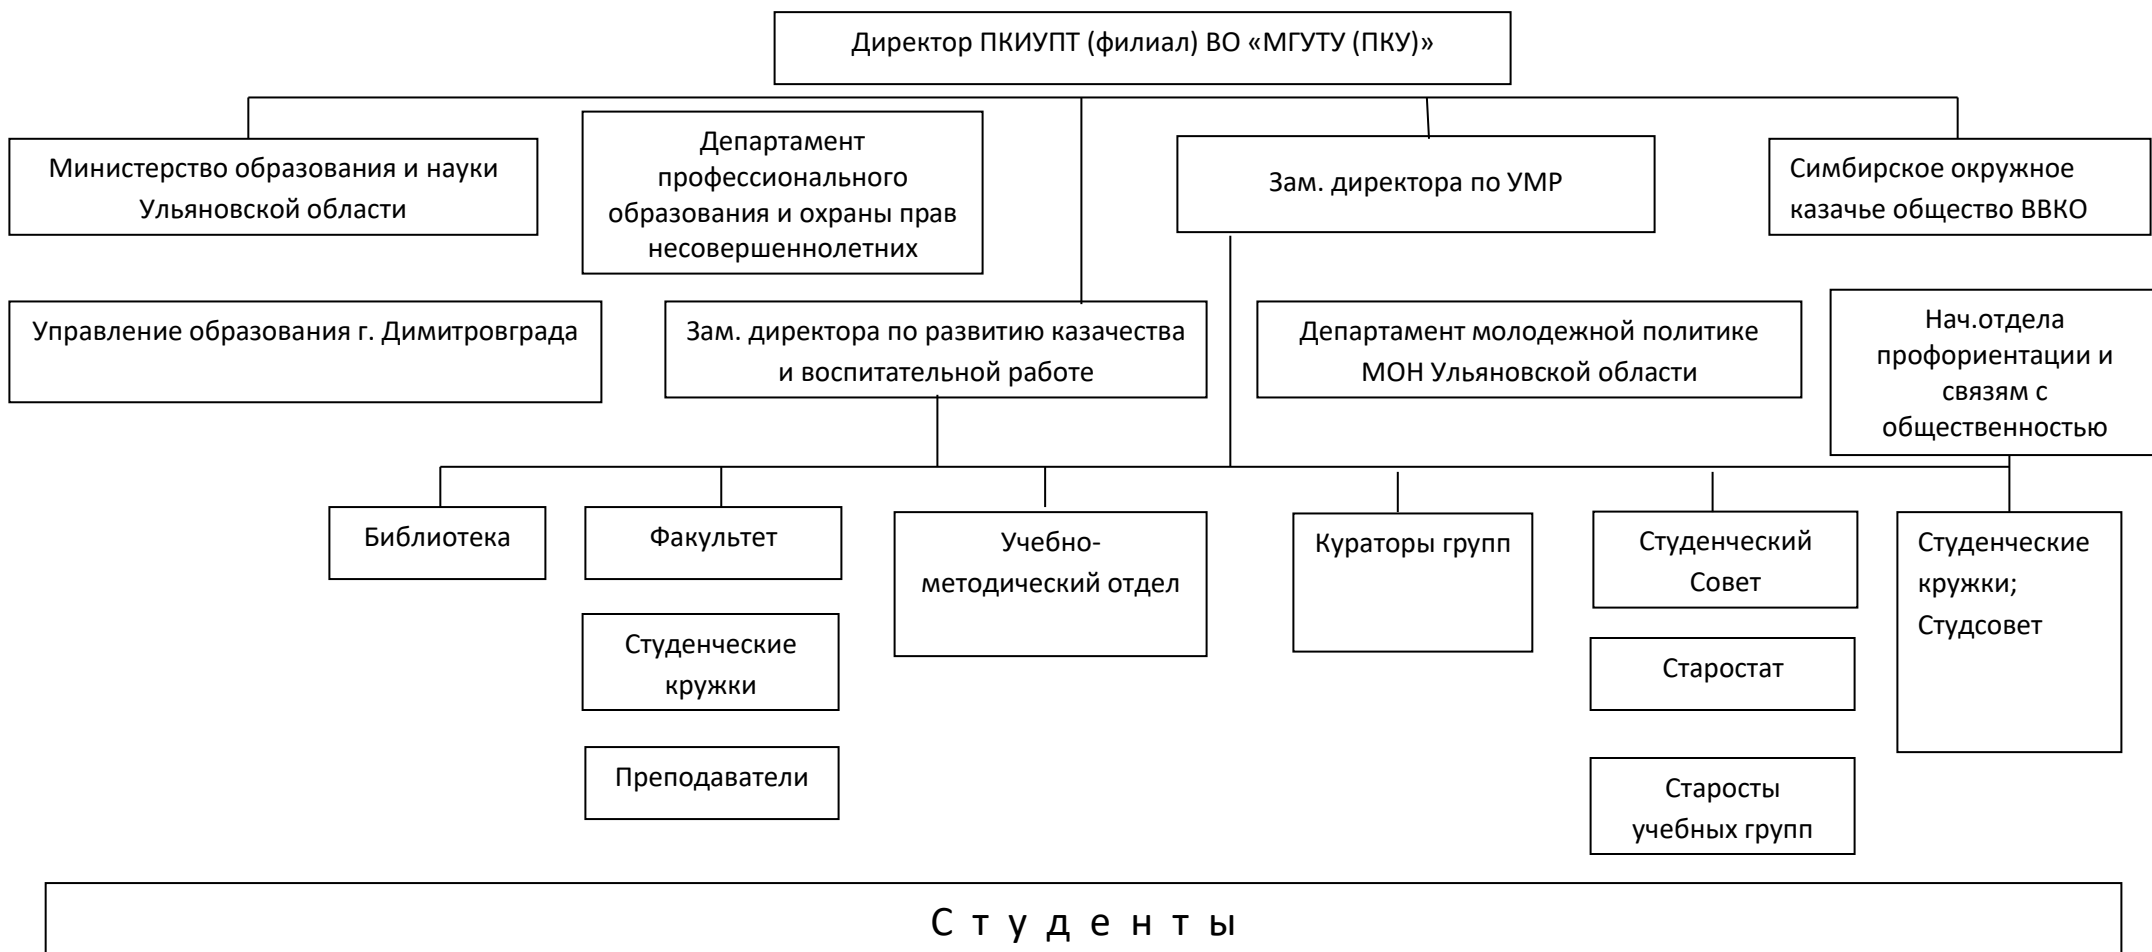 Директор ПКИУПТ (филиал) ВО «МГУТУ (ПКУ)»
Министерство образования и науки
Ульяновской области
Департамент
профессионального
образования и охраны прав
несовершеннолетних
Зам. директора по УМР
Симбирское окружное
казачье общество ВВКО
Управление образования г. Димитровграда
Зам. директора по развитию казачества
и воспитательной работе
Департамент молодежной политике
МОН Ульяновской области
Нач.отдела
профориентации и
связям с
общественностью
Библиотека
Факультет
Учебно-
методический отдел
Кураторы групп
Студенческий
Совет
Студенческие
кружки;
Студсовет
Студенческие
кружки
Старостат
Преподаватели
Старосты
учебных групп
С т у д е н т ы